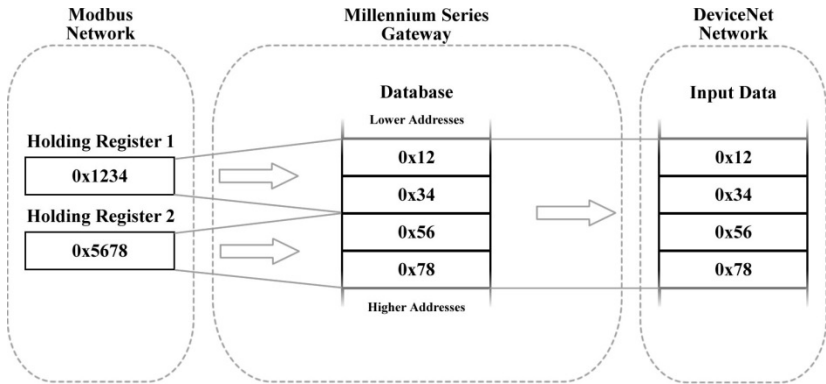 Modbus
Network
Millennium Series
Gateway
DeviceNet
Network
Database
Input Data
Lower Addresses
Holding Register 1
0x1234
Holding Register 2
0x5678
0x12
0x34
0x56
0x78
Higher Addresses
0x12
0x34
0x56
0x78